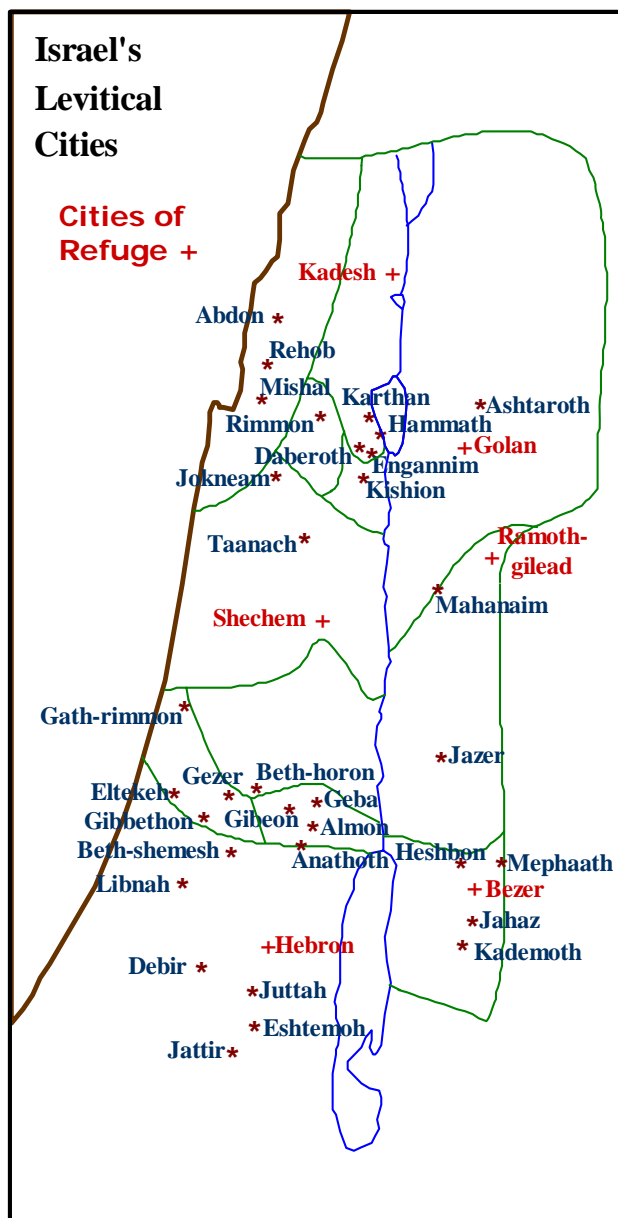 Israel's
Levitical
Cities
Cities of
Refuge +
Kadesh +
Abdon *
Rehob
*
Mishal
*
Karthan
*
* Ashtaroth
Rimmon *
Hammath
*
+ Golan
Daberoth *
* Engannim
Jokneam *
* Kishion
Taanach *
Ramoth-
+ gilead
* Mahanaim
Shechem +
Gath-rimmon *
* Jazer
Beth-horon
*
Gezer *
Eltekeh *
* Geba
Gibeon *
Gibbethon *
* Almon
Anathoth *
Beth-shemesh *
Heshbon *
* Mephaath
Libnah *
+ Bezer
* Jahaz
+ Hebron
* Kademoth
Debir *
* Juttah
* Eshtemoh
Jattir *